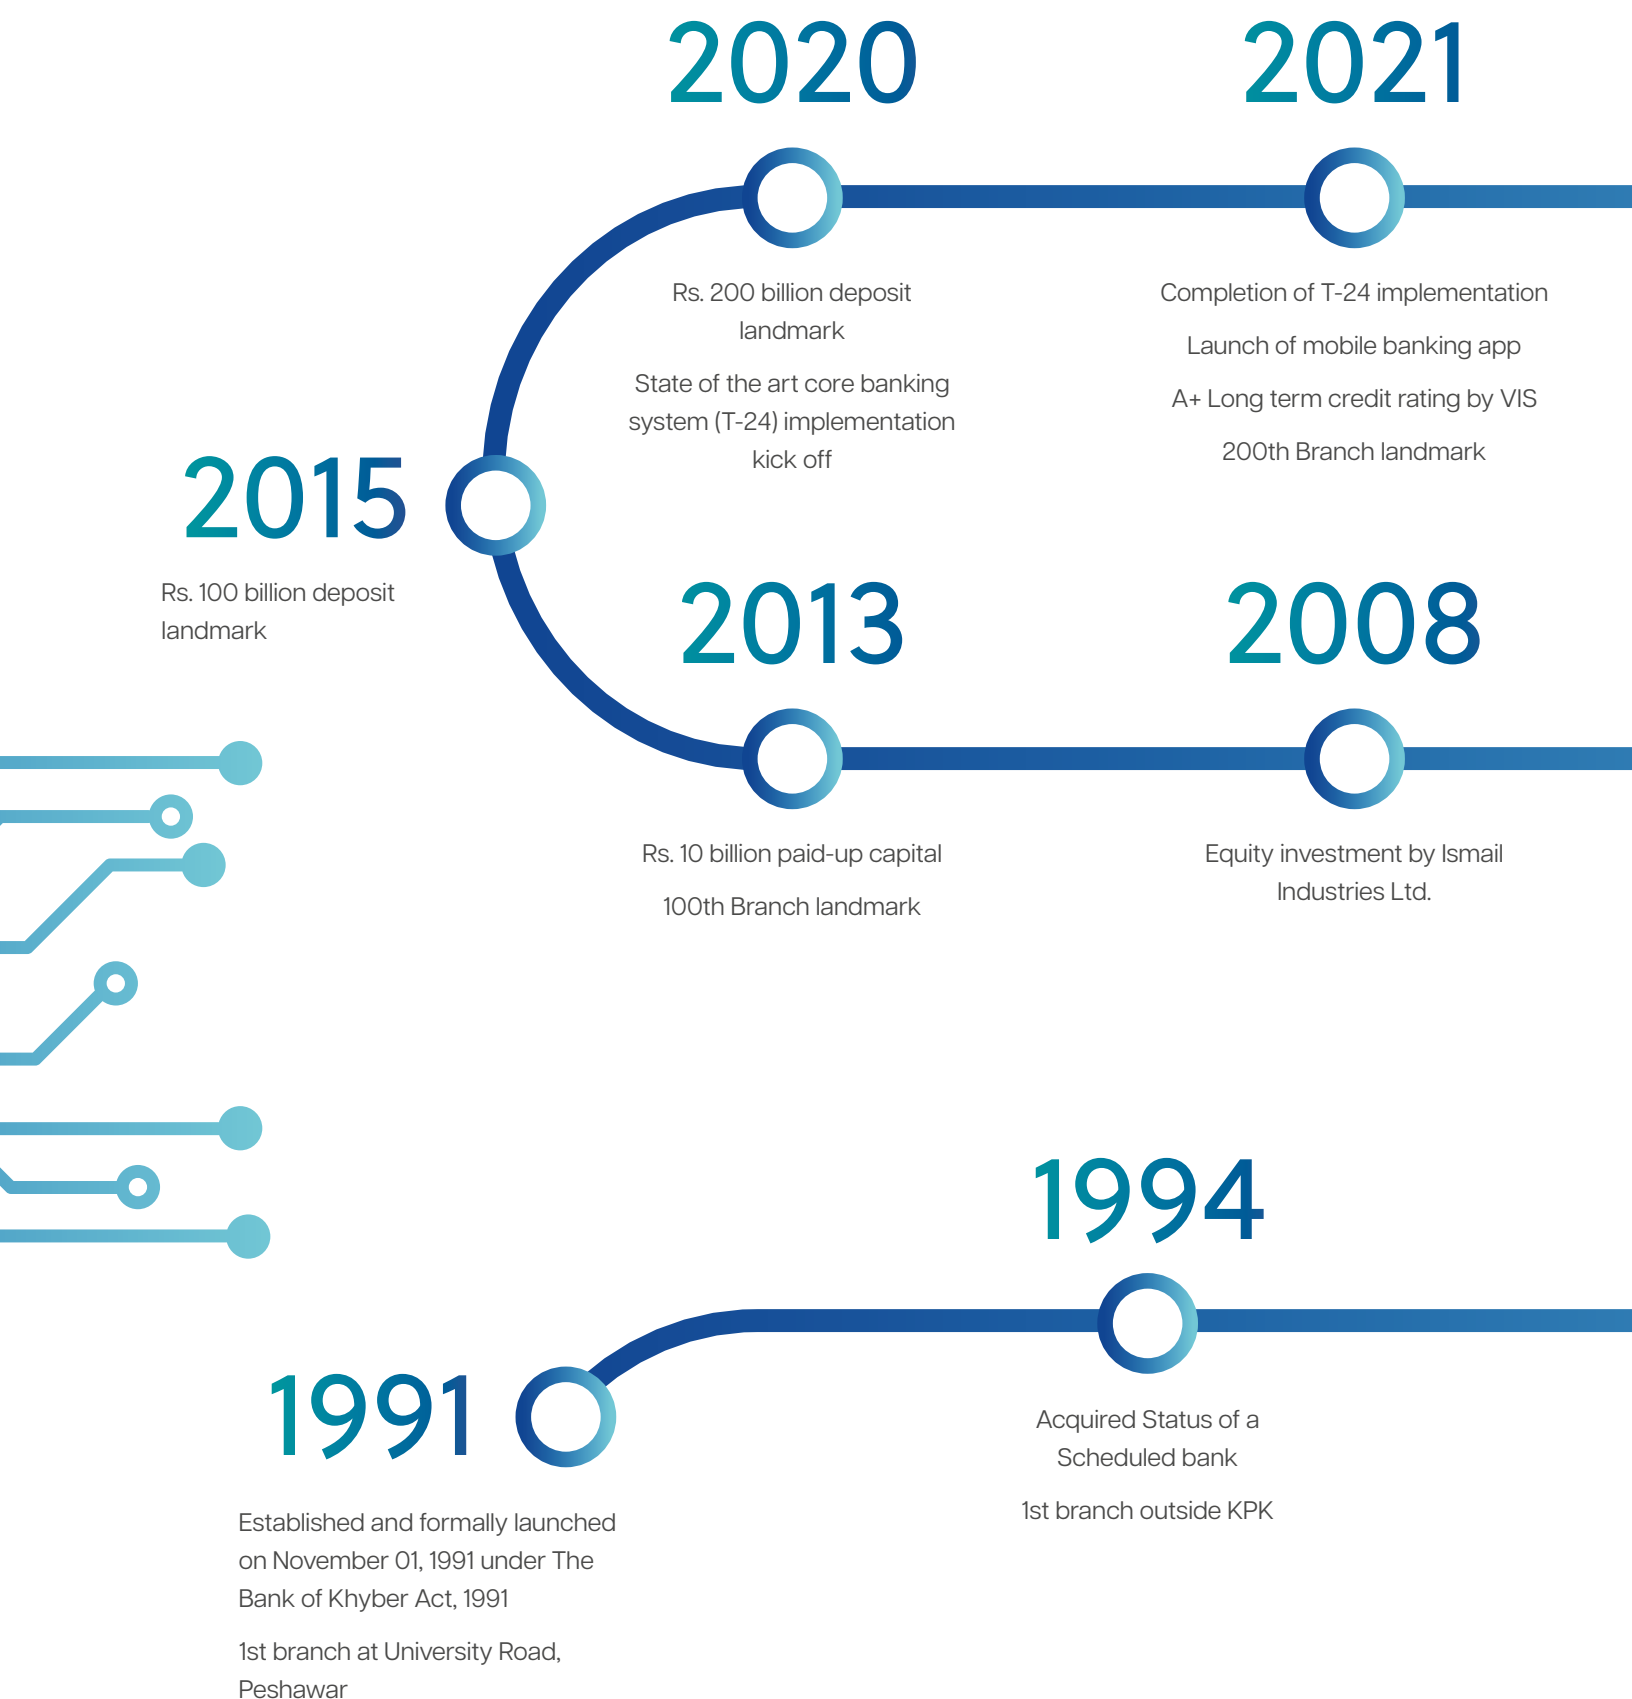 2020
Rs. 200 billion deposit
landmark
State of the art core banking
system (T-24) implementation
kick off
2021
Completion of T-24 implementation
Launch of mobile banking app
A+ Long term credit rating by VIS
200th Branch landmark
2015
Rs. 100 billion deposit
landmark
2013
Rs. 10 billion paid-up capital
100th Branch landmark
2008
Equity investment by Ismail
Industries Ltd.
1994
Acquired Status of a
Scheduled bank
1st branch outside KPK
1991
Established and formally launched
on November 01, 1991 under The
Bank of Khyber Act, 1991
1st branch at University Road,
Peshawar